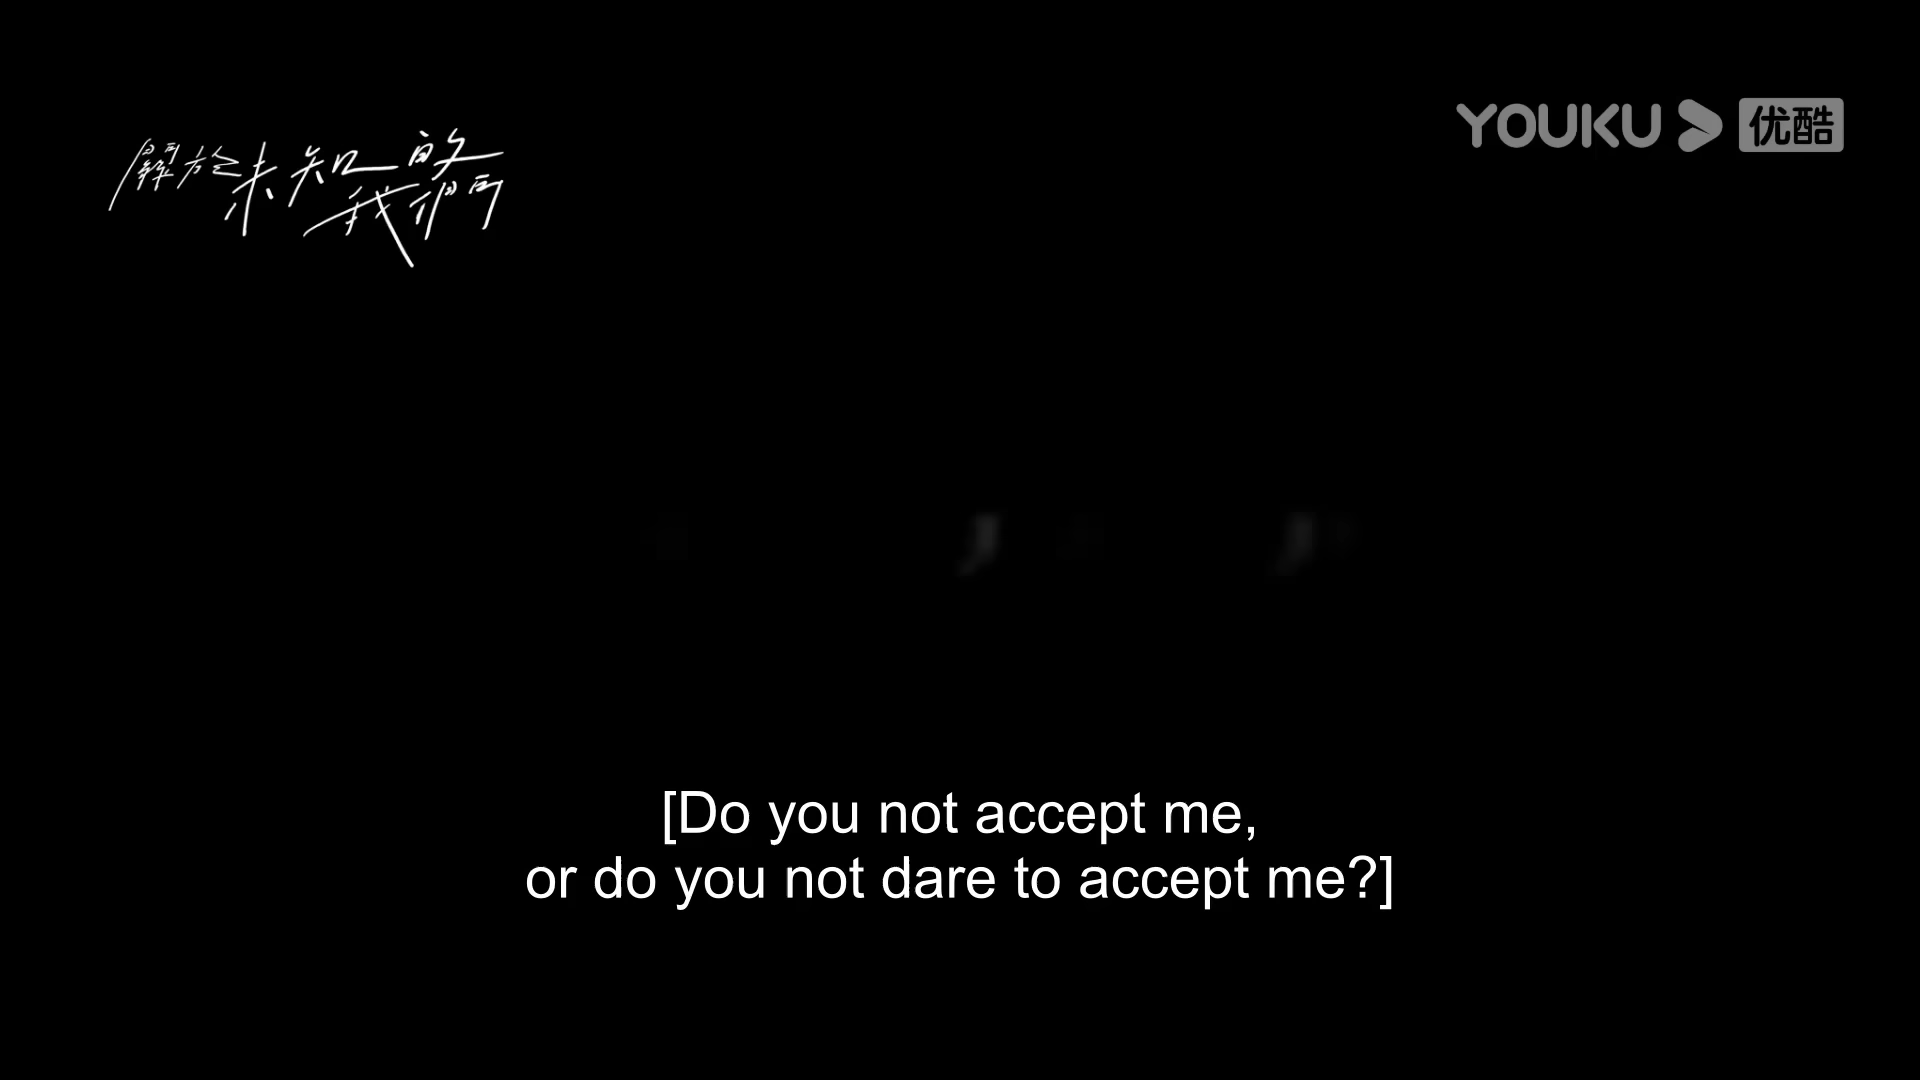 關於未知的
我們
YOUKU 优酷
[Do you not accept me,
or do you not dare to accept me?]